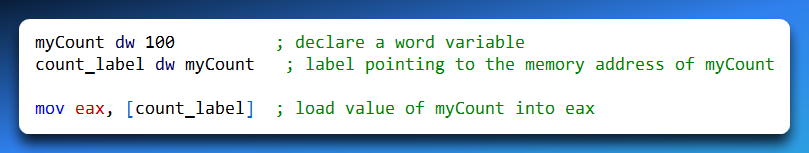 myCount dw 100 ; declare a word variable
count_label dw myCount ; label pointing to the memory address of myCount
mov eax, [count_label] ; load value of myCount into eax